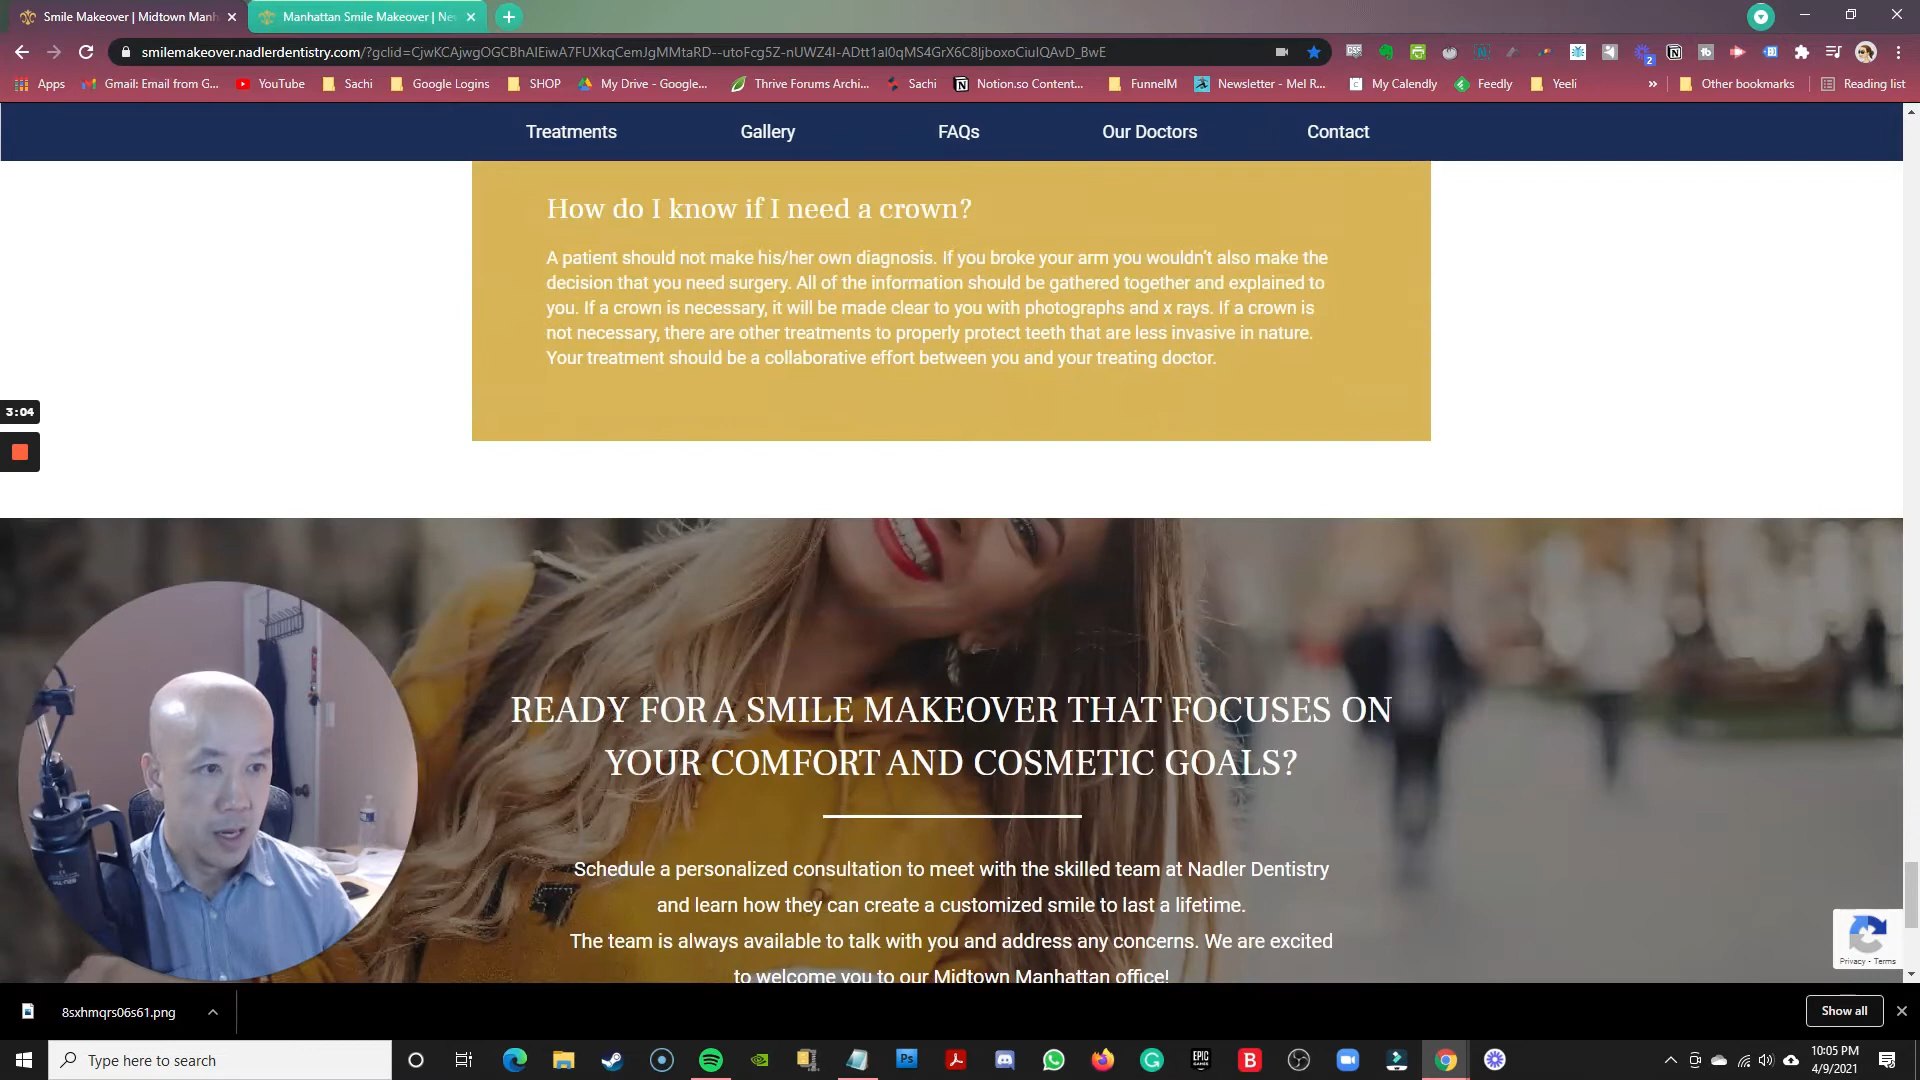 Smile Makeover | Midtown Manh
Manhattan Smile Makeover | Ne
smilemakeover.nadlerdentistry.com/?gclid=CjwKCAjwgOGCBhAlEiwA7FUXkqCemJgMMtaRD--utoFcg5Z-nUWZ4I-ADtt1al0qMS4GrX6C8IjboxoCiuIQAvD_BwE
Apps
Gmail: Email from G...
YouTube
Sachi
Google Logins
SHOP
My Drive - Google...
Thrive Forums Archi...
Sachi
Notion.so Content...
FunnelM
Newsletter - Mel R...
My Calendly
Feedly
Yeeli
»
Other bookmarks
Reading list
Treatments
Gallery
FAQs
Our Doctors
Contact
How do I know if I need a crown?
A patient should not make his/her own diagnosis. If you broke your arm you wouldn't also make the
decision that you need surgery. All of the information should be gathered together and explained to
you. If a crown is necessary, it will be made clear to you with photographs and x rays. If a crown is
not necessary, there are other treatments to properly protect teeth that are less invasive in nature.
Your treatment should be a collaborative effort between you and your treating doctor.
3:04
READY FOR A SMILE MAKEOVER THAT FOCUSES ON
YOUR COMFORT AND COSMETIC GOALS?
Schedule a personalized consultation to meet with the skilled team at Nadler Dentistry
and learn how they can create a customized smile to last a lifetime.
The team is always available to talk with you and address any concerns. We are excited
to welcome you to our Midtown Manhattan office!
Privacy - Terms
8sxhmqrs06s61.png
Show all
Type here to search
Ps
EPIC
B
10:05 PM
4/9/2021